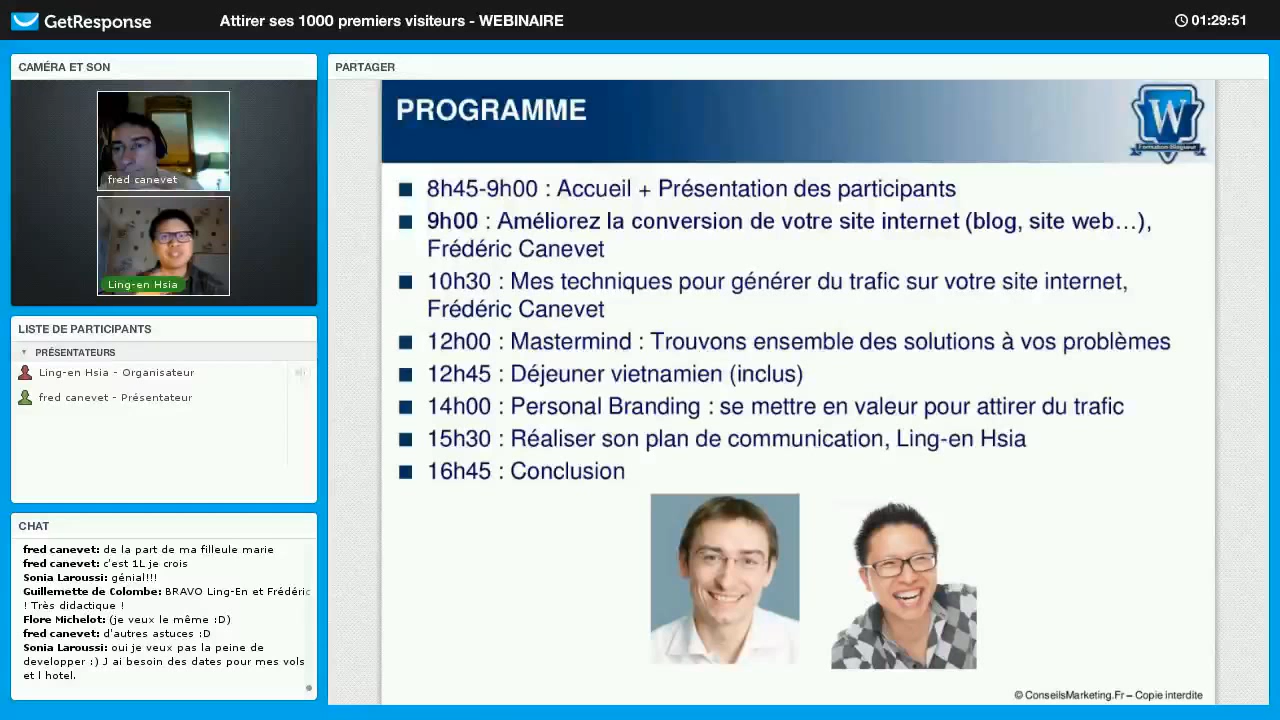 GetResponse
Attirer ses 1000 premiers visiteurs - WEBINAIRE
01:29:51
CAMÉRA ET SON
fred canevet
Ling-en Hsia
LISTE DE PARTICIPANTS
PRÉSENTATEURS
Ling-en Hsia - Organisateur
fred canevet - Présentateur
CHAT
fred canevet: de la part de ma filleule marie
fred canevet: c'est 1L je crois
Sonia Laroussi: génial!!!
Guillemette de Colombe: BRAVO Ling-En et Frédéric
! Très didactique !
Flore Michelot: (je veux le même :D)
fred canevet: d'autres astuces :D
Sonia Laroussi: oui je veux pas la peine de
developper :) J ai besoin des dates pour mes vols
et l hotel.
PARTAGER
PROGRAMME
W
Formation Blogueur
8h45-9h00 : Accueil + Présentation des participants
9h00 : Améliorez la conversion de votre site internet (blog, site web…),
Frédéric Canevet
10h30 : Mes techniques pour générer du trafic sur votre site internet,
Frédéric Canevet
12h00 : Mastermind : Trouvons ensemble des solutions à vos problèmes
12h45 : Déjeuner vietnamien (inclus)
14h00 : Personal Branding : se mettre en valeur pour attirer du trafic
15h30 : Réaliser son plan de communication, Ling-en Hsia
16h45 : Conclusion
© ConseilsMarketing.Fr – Copie interdite